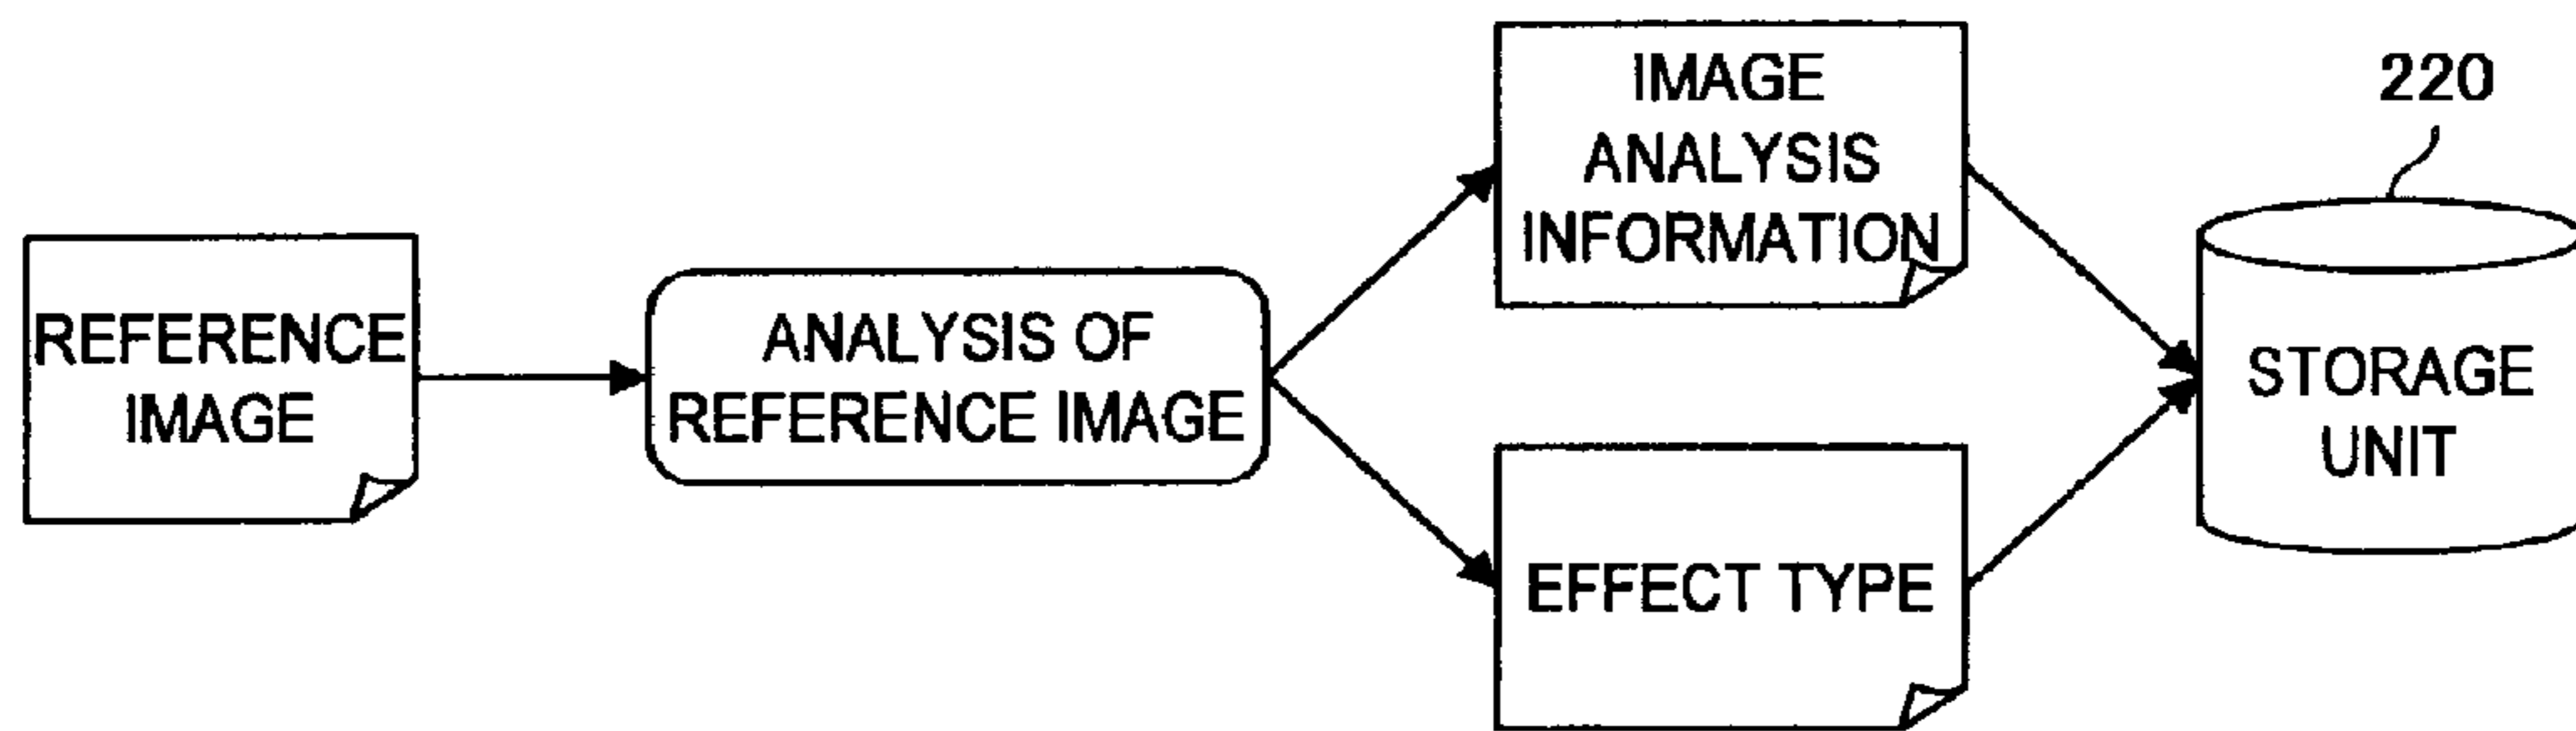 REFERENCE
IMAGE
ANALYSIS OF
REFERENCE IMAGE
IMAGE
ANALYSIS
INFORMATION
EFFECT TYPE
220
STORAGE
UNIT